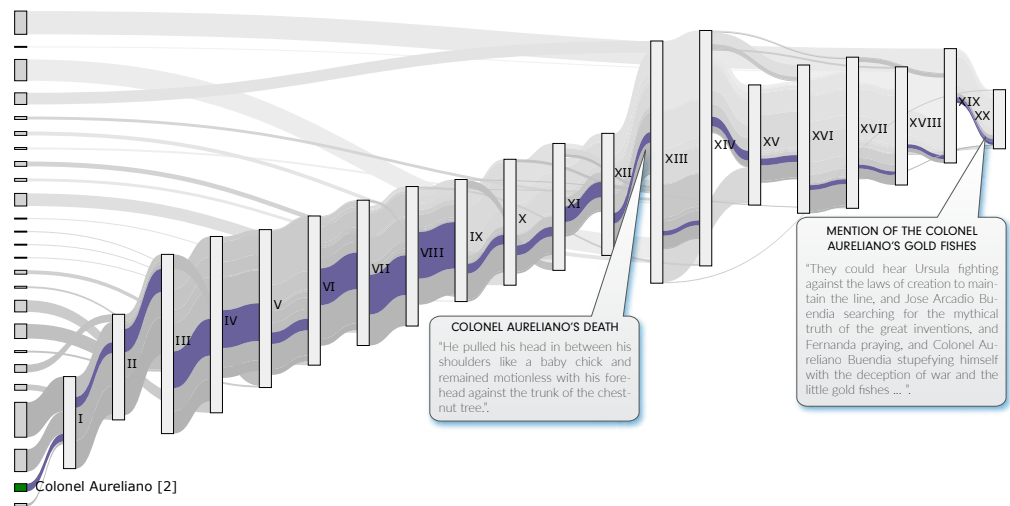 I
II
III
IV
V
VI
VII
VIII
IX
X
XI
XII
XIII
XIV
XV
XVI
XVII
XVIII
XIX
XX
Colonel Aureliano [2]
COLONEL AURELIANO'S DEATH
"He pulled his head in between his
shoulders like a baby chick and
remained motionless with his fore-
head against the trunk of the chest-
nut tree.".
MENTION OF THE COLONEL
AURELIANO'S GOLD FISHES
"They could hear Ursula fighting
against the laws of creation to main-
tain the line, and Jose Arcadio Bu-
endia searching for the mythical
truth of the great inventions, and
Fernanda praying, and Colonel Au-
reliano Buendia stupefying himself
with the deception of war and the
little gold fishes ... ".